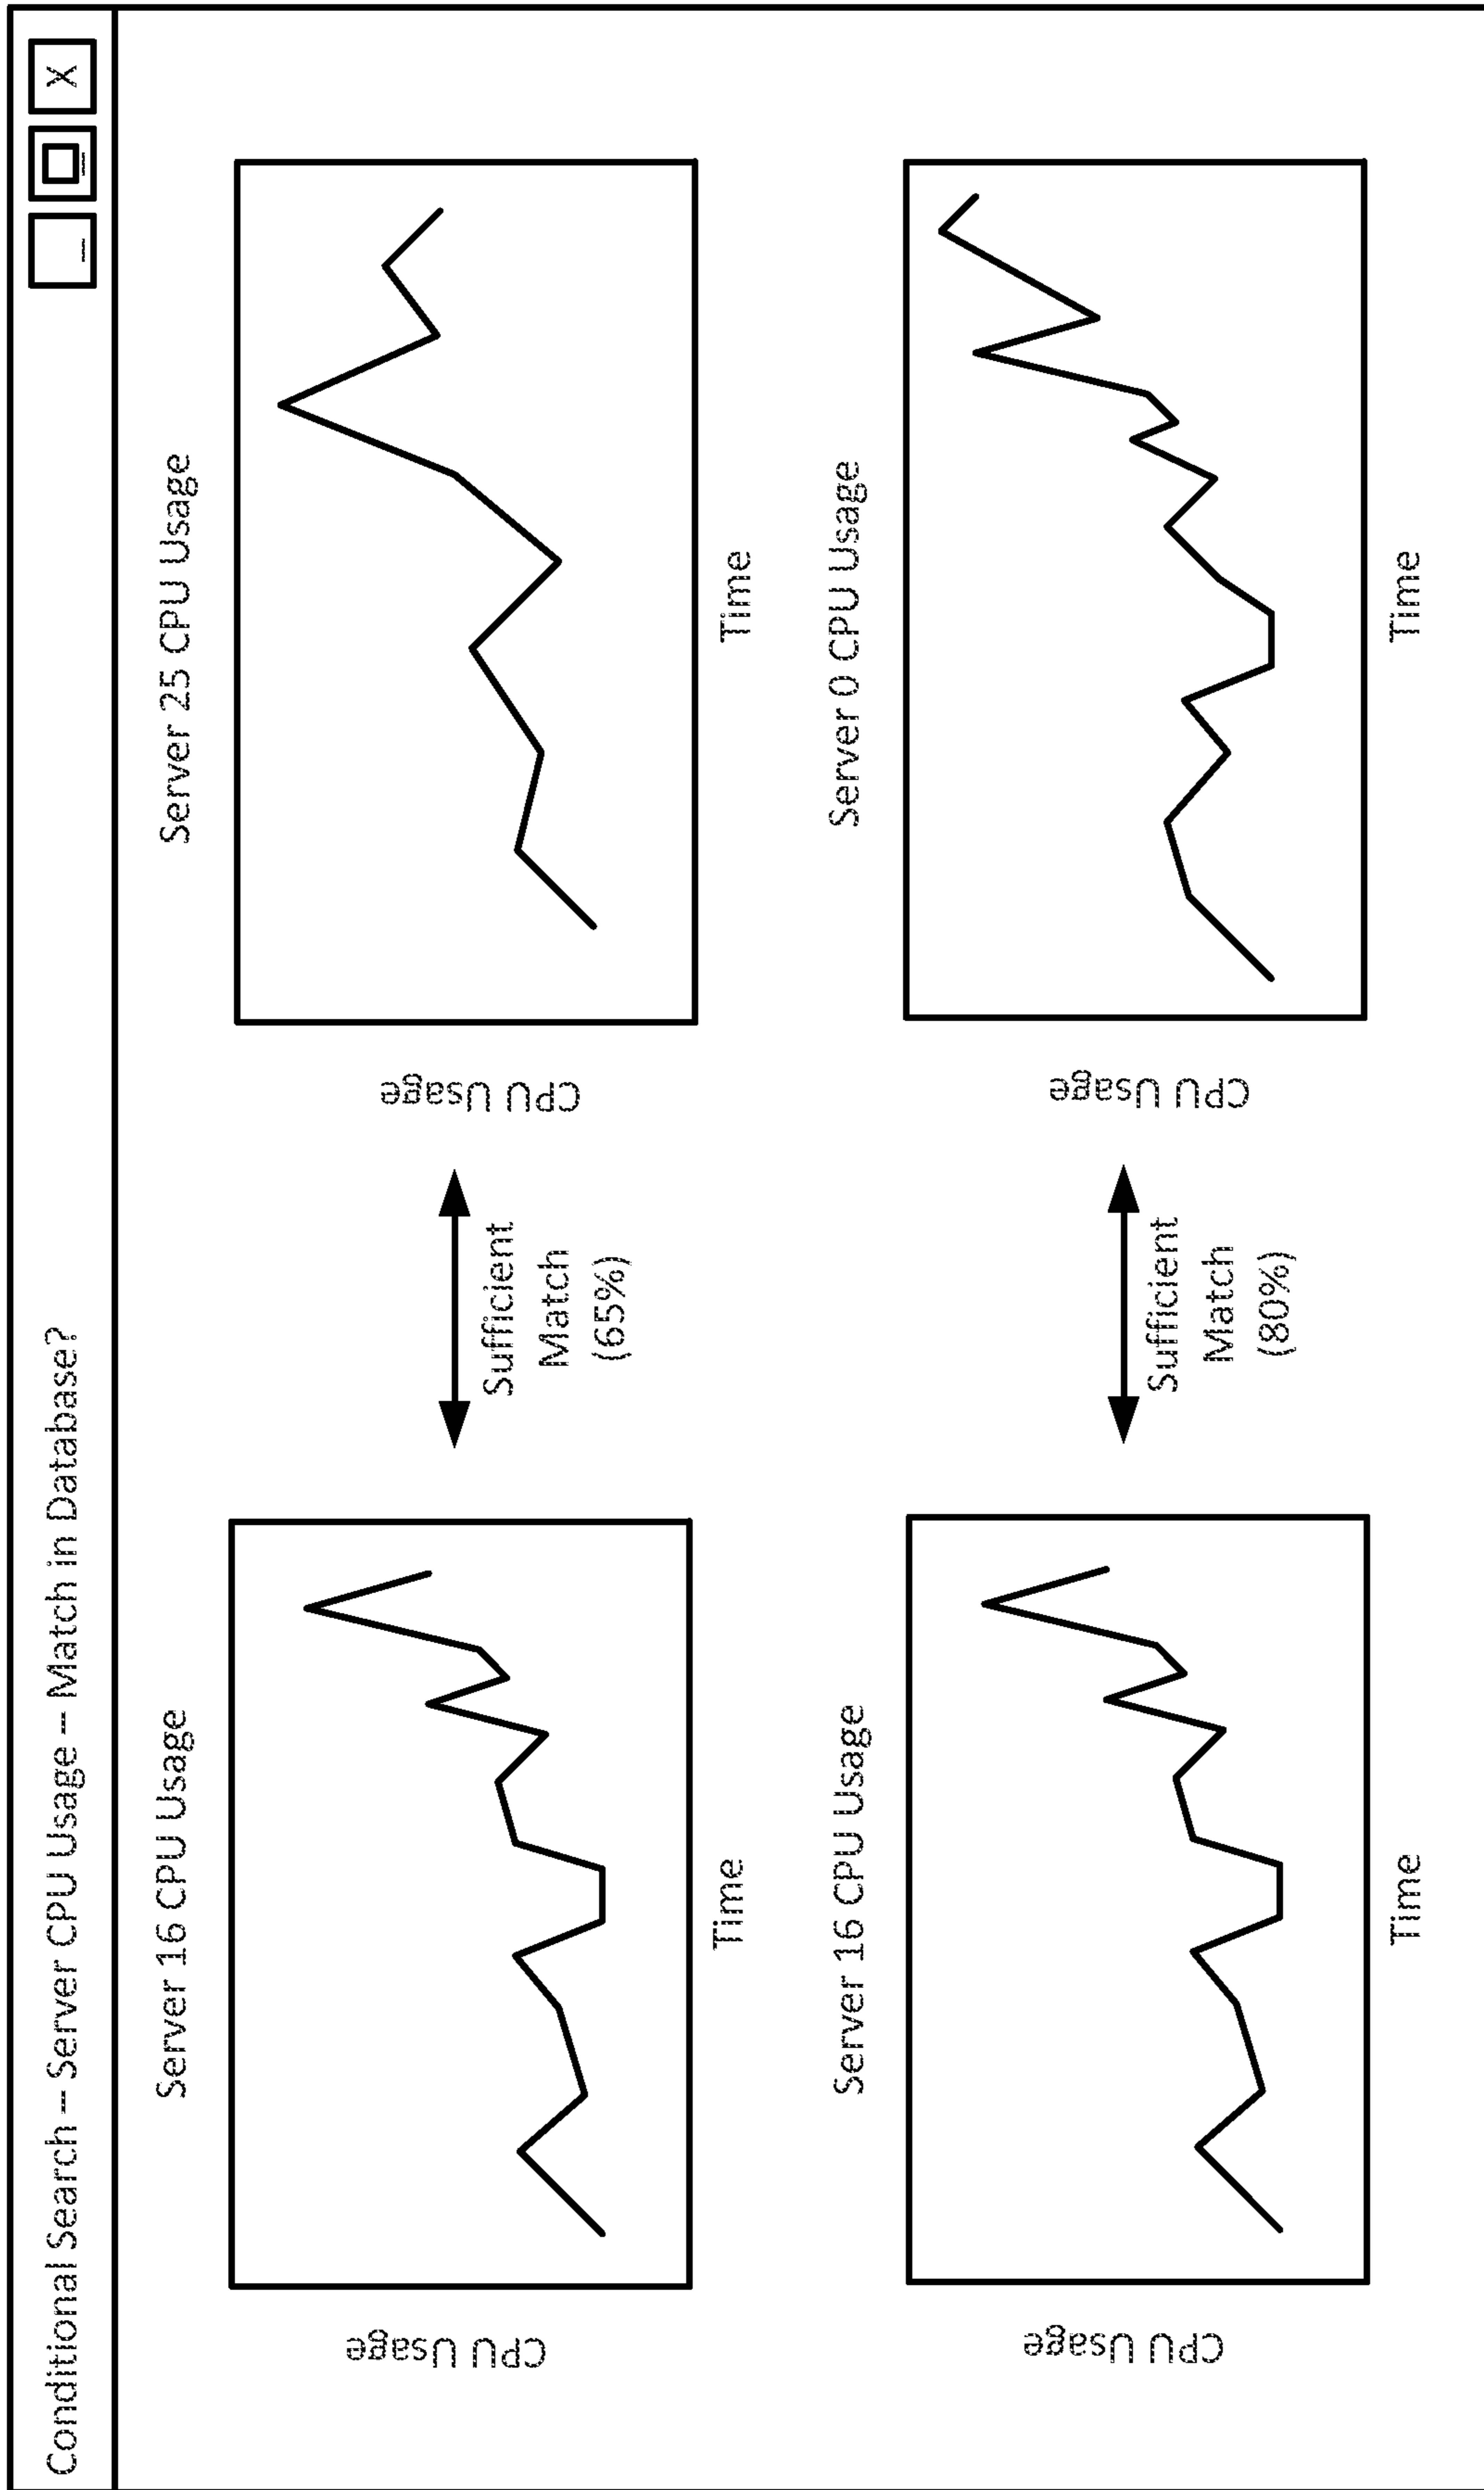 Conditional Search -- Server CPU Usage -- Match in Database?
_
X
Server 16 CPU Usage
CPU Usage
Time
Sufficient
Match
(65%)
Server 25 CPU Usage
CPU Usage
Time
Server 16 CPU Usage
CPU Usage
Time
Sufficient
Match
(80%)
Server 0 CPU Usage
CPU Usage
Time